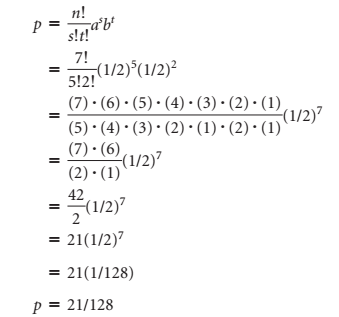 p = n!/s!t! aˢbᵗ
= 7!/5!2! (1/2)⁵(1/2)²
= (7)·(6)·(5)·(4)·(3)·(2)·(1)/(5)·(4)·(3)·(2)·(1)·(2)·(1) (1/2)⁷
= (7)·(6)/(2)·(1) (1/2)⁷
= 42/2 (1/2)⁷
= 21(1/2)⁷
= 21(1/128)
p = 21/128